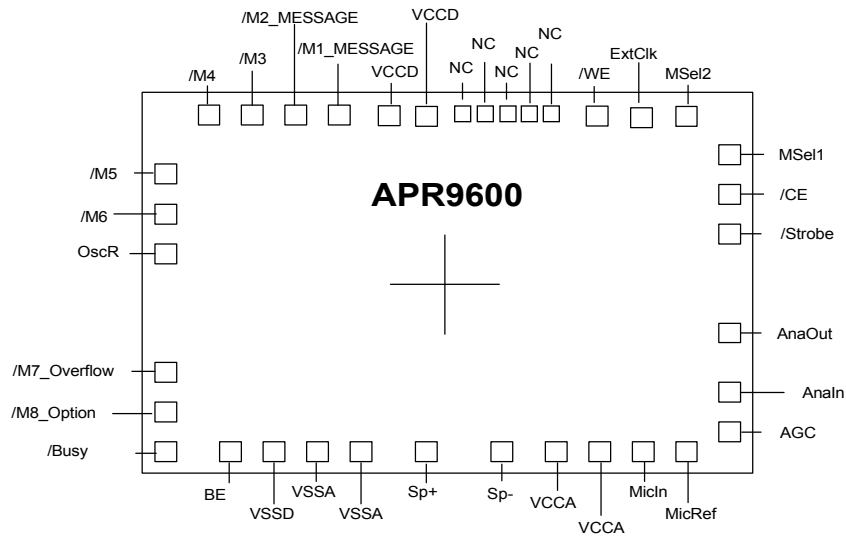 /M2_MESSAGE
VCCD
/M1_MESSAGE
NC
NC
NC
NC
NC
/M4
/M3
VCCD
/WE
ExtClk
MSel2
MSel1
/M5
/CE
APR9600
/M6
/Strobe
OscR
AnaOut
/M7_Overflow
AnaIn
/M8_Option
AGC
/Busy
BE
VSSD
VSSA
VSSA
Sp+
Sp-
VCCA
VCCA
MicIn
MicRef